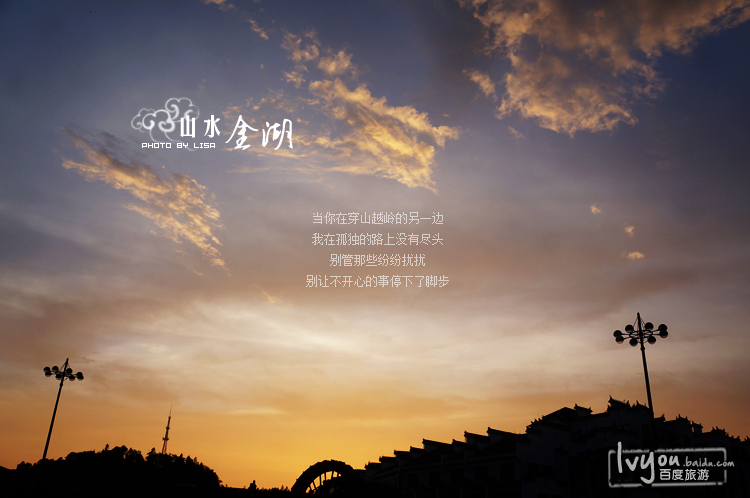 山水金湖
PHOTO BY LISA
当你在穿山越岭的另一边
我在孤独的路上没有尽头
别管那些纷纷扰扰
别让不开心的事停下了脚步
lvyou.baidu.com
百度旅游